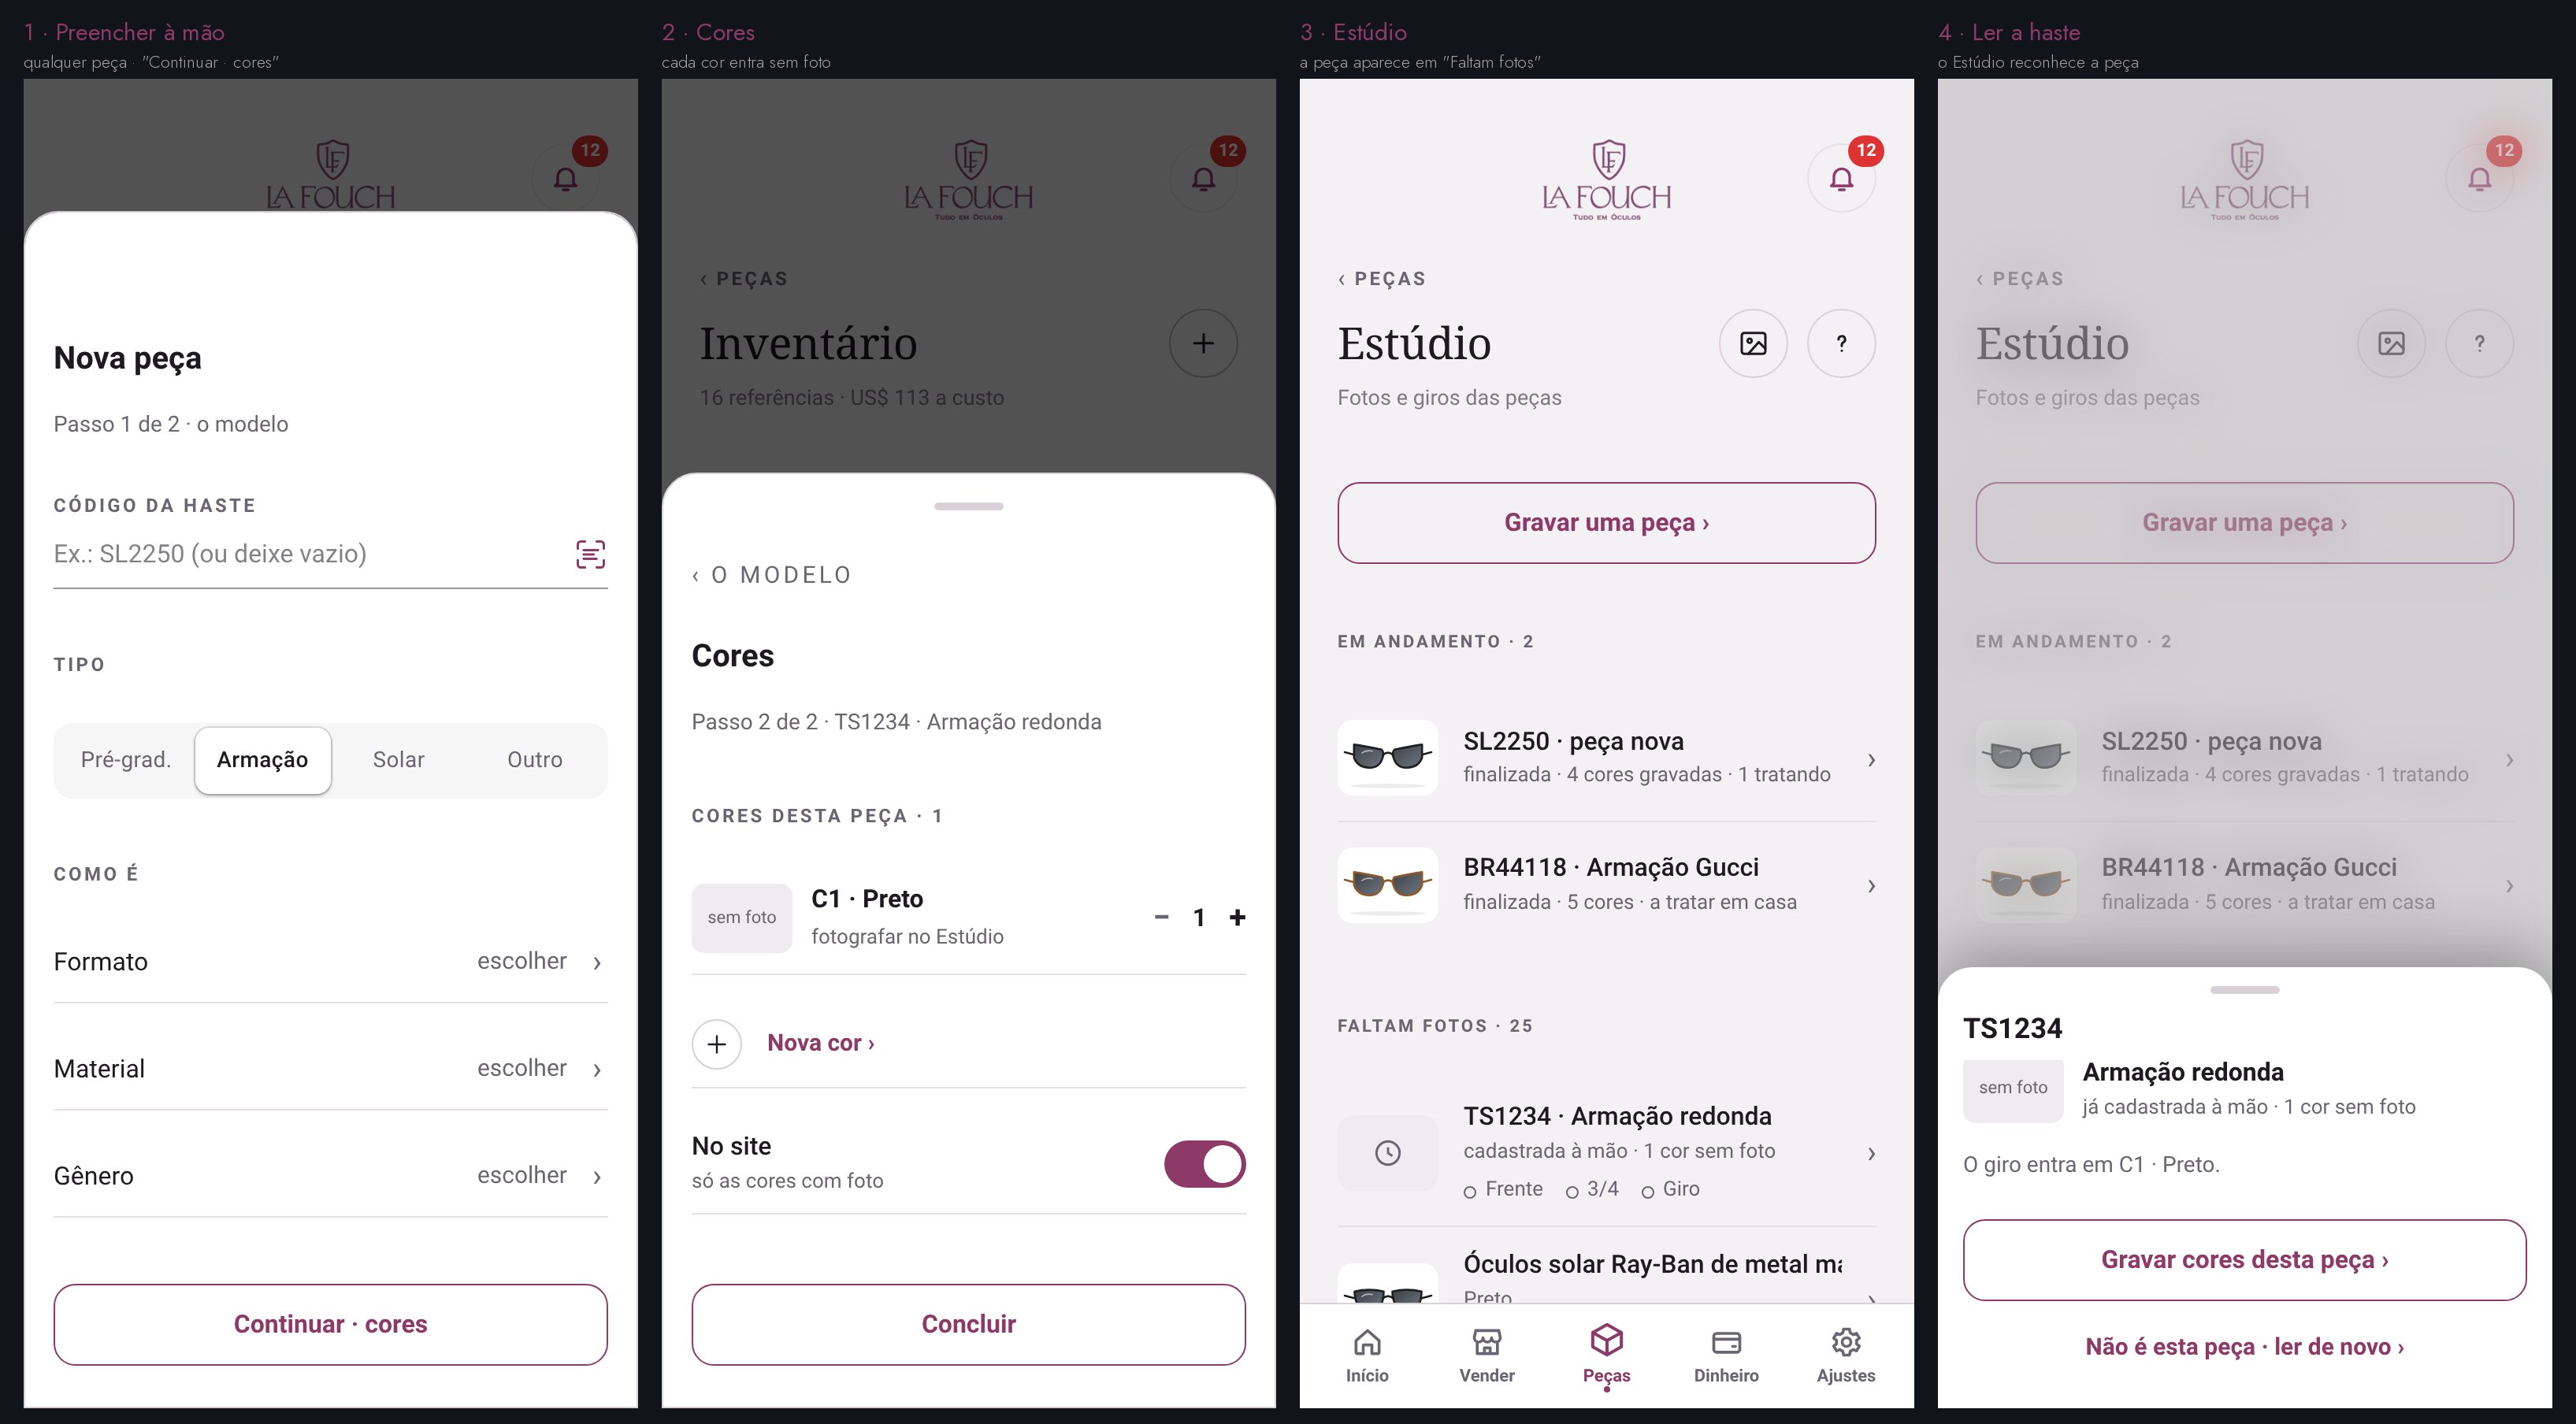 1 · Preencher à mão
qualquer peça · "Continuar · cores"
12
LF
LA FOUCH
Nova peça
Passo 1 de 2 · o modelo
CÓDIGO DA HASTE
Ex.: SL2250 (ou deixe vazio)
TIPO
Pré-grad. Armação Solar Outro
COMO É
Formato escolher ›
Material escolher ›
Gênero escolher ›
Continuar · cores
2 · Cores
cada cor entra sem foto
12
LF
LA FOUCH
TUDO EM ÓCULOS
‹ PEÇAS
Inventário
+
16 referências · US$ 113 a custo
‹ O MODELO
Cores
Passo 2 de 2 · TS1234 · Armação redonda
CORES DESTA PEÇA · 1
sem foto
C1 · Preto
fotografar no Estúdio
− 1 +
+ Nova cor ›
No site
só as cores com foto
Concluir
3 · Estúdio
a peça aparece em "Faltam fotos"
12
LF
LA FOUCH
TUDO EM ÓCULOS
‹ PEÇAS
Estúdio
?
Fotos e giros das peças
Gravar uma peça ›
EM ANDAMENTO · 2
SL2250 · peça nova
finalizada · 4 cores gravadas · 1 tratando ›
BR44118 · Armação Gucci
finalizada · 5 cores · a tratar em casa ›
FALTAM FOTOS · 25
TS1234 · Armação redonda
cadastrada à mão · 1 cor sem foto ›
Frente 3/4 Giro
Óculos solar Ray-Ban de metal ma
Preto ›
Início Vender Peças Dinheiro Ajustes
4 · Ler a haste
o Estúdio reconhece a peça
12
LF
LA FOUCH
TUDO EM ÓCULOS
‹ PEÇAS
Estúdio
?
Fotos e giros das peças
Gravar uma peça ›
EM ANDAMENTO · 2
SL2250 · peça nova
finalizada · 4 cores gravadas · 1 tratando ›
BR44118 · Armação Gucci
finalizada · 5 cores · a tratar em casa ›
TS1234
sem foto
Armação redonda
já cadastrada à mão · 1 cor sem foto
O giro entra em C1 · Preto.
Gravar cores desta peça ›
Não é esta peça · ler de novo ›